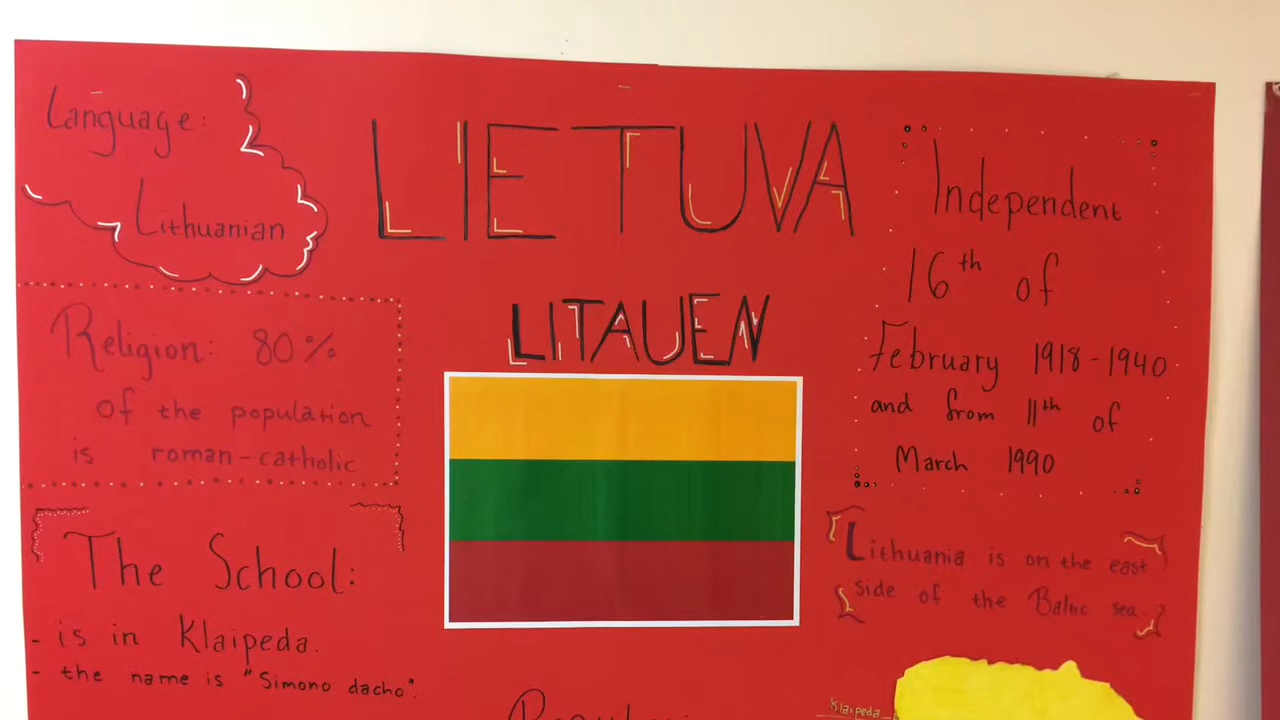 Language:
Lithuanian
LIETUVA
LITAUEN
Independent
16th of
February 1918-1940
and from 11th of
March 1990
Religion: 80%
of the population
is roman-catholic
The School:
- is in Klaipeda.
- the name is "Simono dacho".
Lithuania is on the east
side of the Baltic sea
Klaipeda